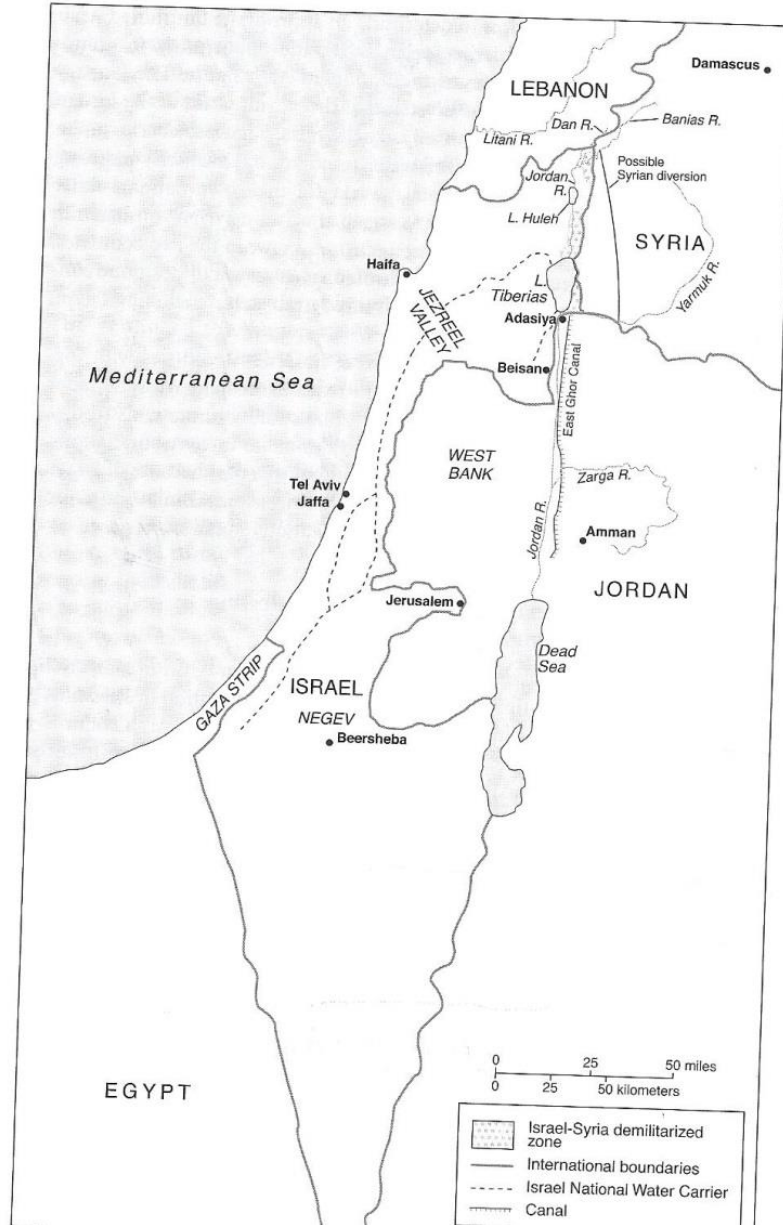 Damascus
LEBANON
Dan R.
Banias R.
Litani R.
Possible
Syrian diversion
Jordan
R.
L. Huleh
SYRIA
Haifa
L.
Tiberias
Yarmuk R.
JEZREEL
VALLEY
Adasiya
Mediterranean Sea
Beisan
East Ghor Canal
WEST
BANK
Zarga R.
Tel Aviv
Jaffa
Jordan R.
Amman
JORDAN
Jerusalem
Dead
Sea
GAZA STRIP
ISRAEL
NEGEV
Beersheba
0 25 50 miles
0 25 50 kilometers
EGYPT
Israel-Syria demilitarized
zone
International boundaries
Israel National Water Carrier
Canal